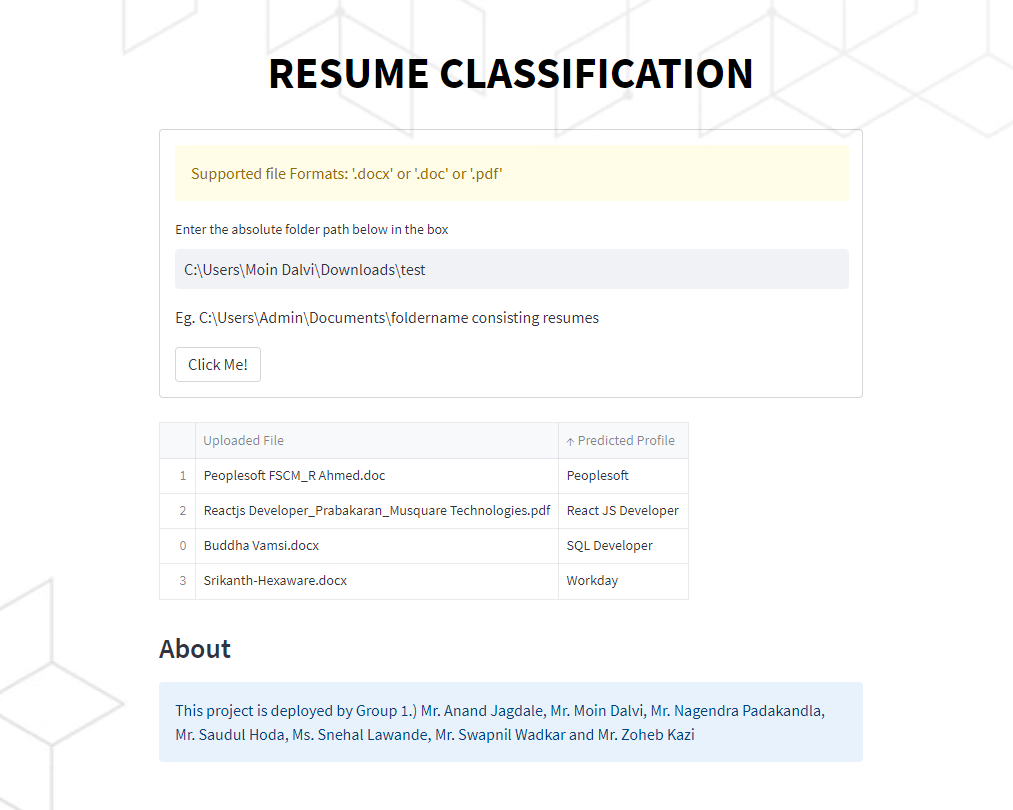 RESUME CLASSIFICATION
Supported file Formats: '.docx' or '.doc' or '.pdf'
Enter the absolute folder path below in the box
C:\Users\Moin Dalvi\Downloads\test
Eg. C:\Users\Admin\Documents\foldername consisting resumes
Click Me!
Uploaded File ↑ Predicted Profile
1 Peoplesoft FSCM_R Ahmed.doc Peoplesoft
2 Reactjs Developer_Prabakaran_Musquare Technologies.pdf React JS Developer
0 Buddha Vamsi.docx SQL Developer
3 Srikanth-Hexaware.docx Workday
About
This project is deployed by Group 1.) Mr. Anand Jagdale, Mr. Moin Dalvi, Mr. Nagendra Padakandla,
Mr. Saudul Hoda, Ms. Snehal Lawande, Mr. Swapnil Wadkar and Mr. Zoheb Kazi